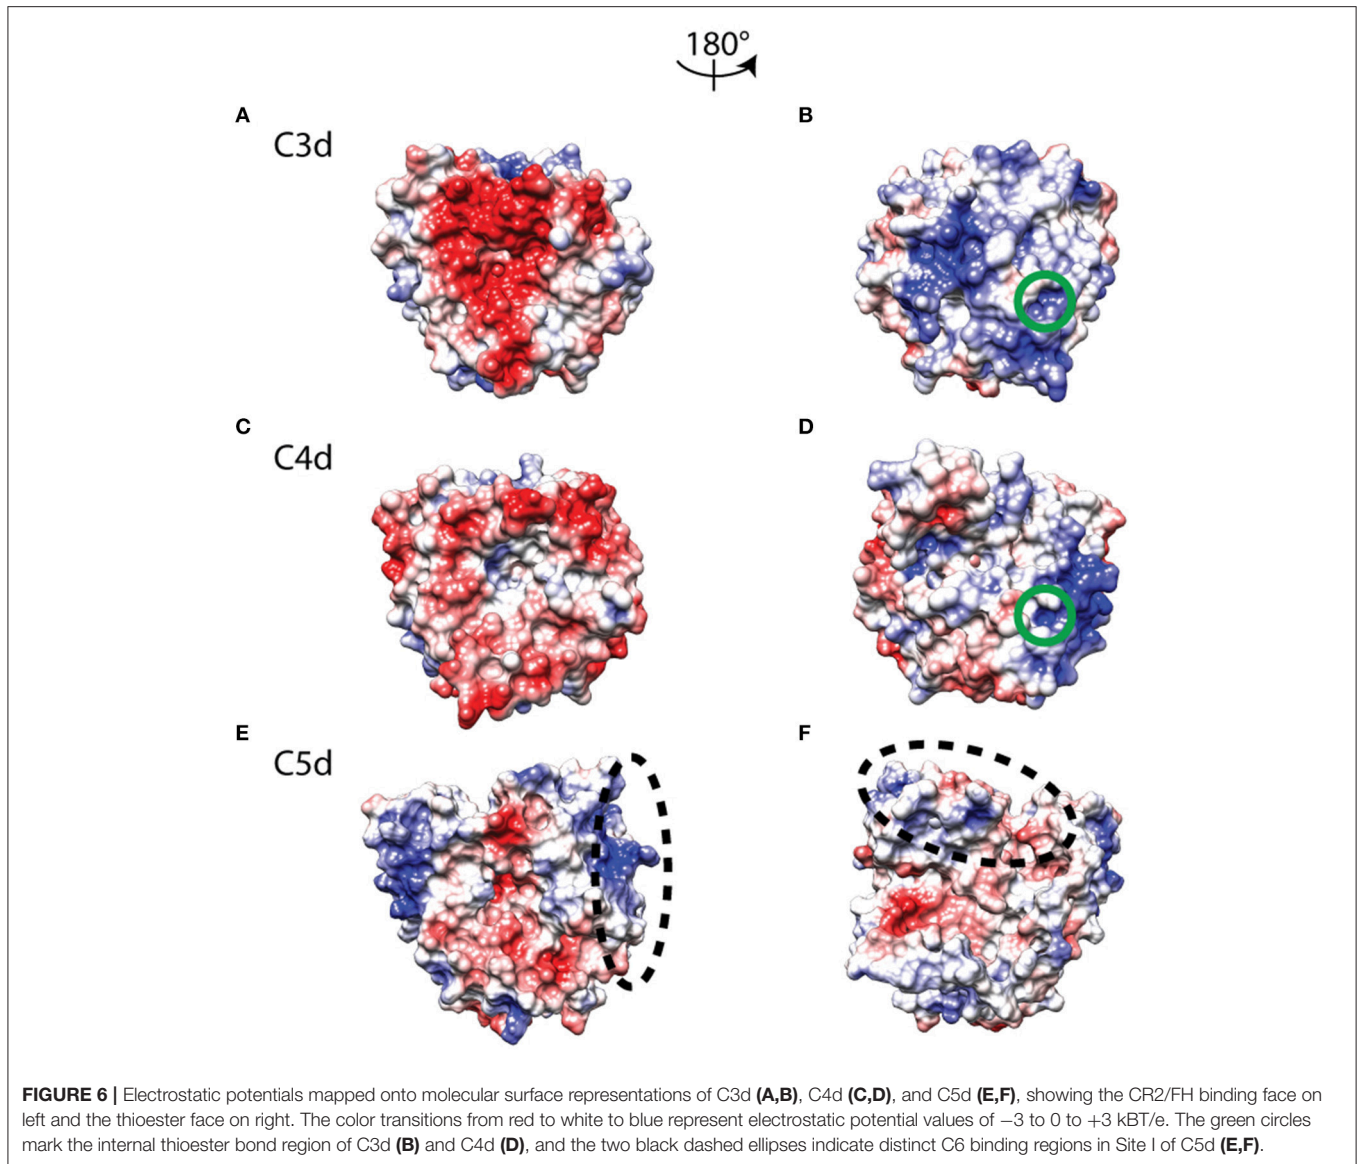 180°
A
B
C3d
C
D
C4d
E
F
C5d
FIGURE 6 | Electrostatic potentials mapped onto molecular surface representations of C3d (A,B), C4d (C,D), and C5d (E,F), showing the CR2/FH binding face on
left and the thioester face on right. The color transitions from red to white to blue represent electrostatic potential values of −3 to 0 to +3 kBT/e. The green circles
mark the internal thioester bond region of C3d (B) and C4d (D), and the two black dashed ellipses indicate distinct C6 binding regions in Site I of C5d (E,F).